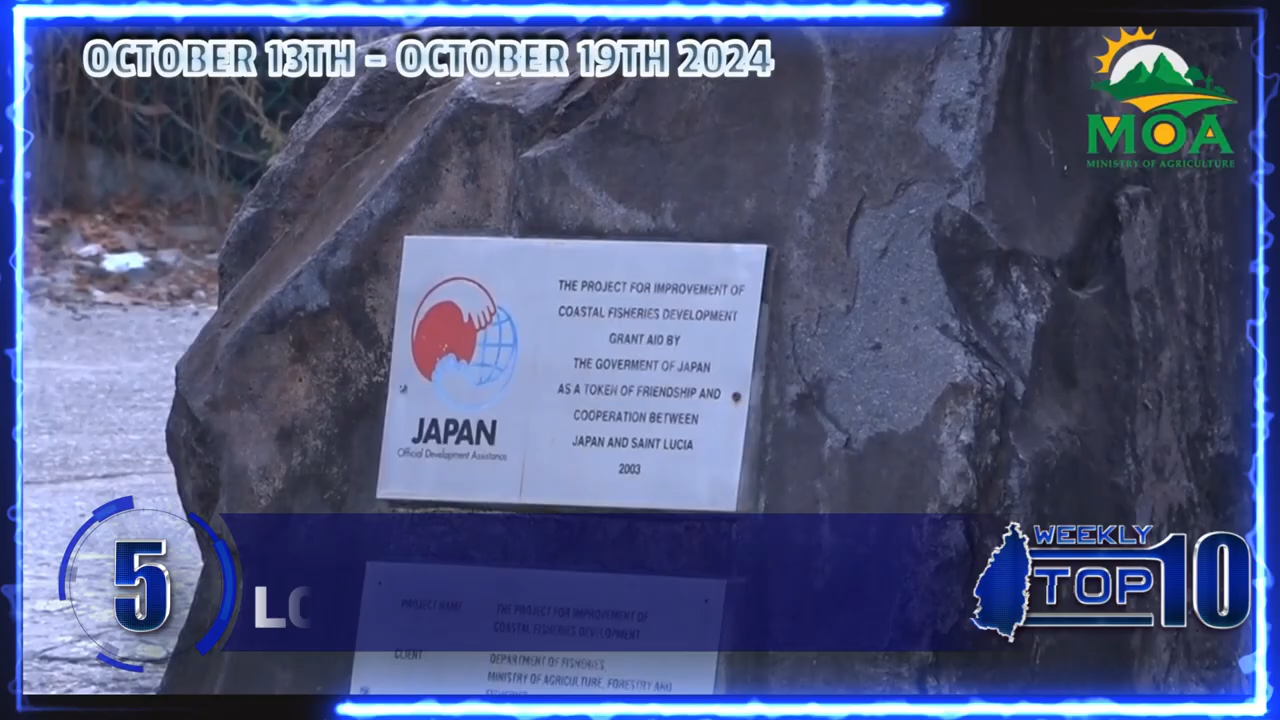 OCTOBER 13TH - OCTOBER 19TH 2024
MOA
MINISTRY OF AGRICULTURE
THE PROJECT FOR IMPROVEMENT OF
COASTAL FISHERIES DEVELOPMENT
GRANT AID BY
THE GOVERMENT OF JAPAN
AS A TOKEN OF FRIENDSHIP AND
COOPERATION BETWEEN
JAPAN AND SAINT LUCIA
2003
JAPAN
Official Development Assistance
5
LO
WEEKLY
TOP 10
PROJECT NAME
THE PROJECT FOR IMPROVEMENT OF
COASTAL FISHERIES DEVELOPMENT
CLIENT
DEPARTMENT OF FISHERIES,
MINISTRY OF AGRICULTURE, FORESTRY AND